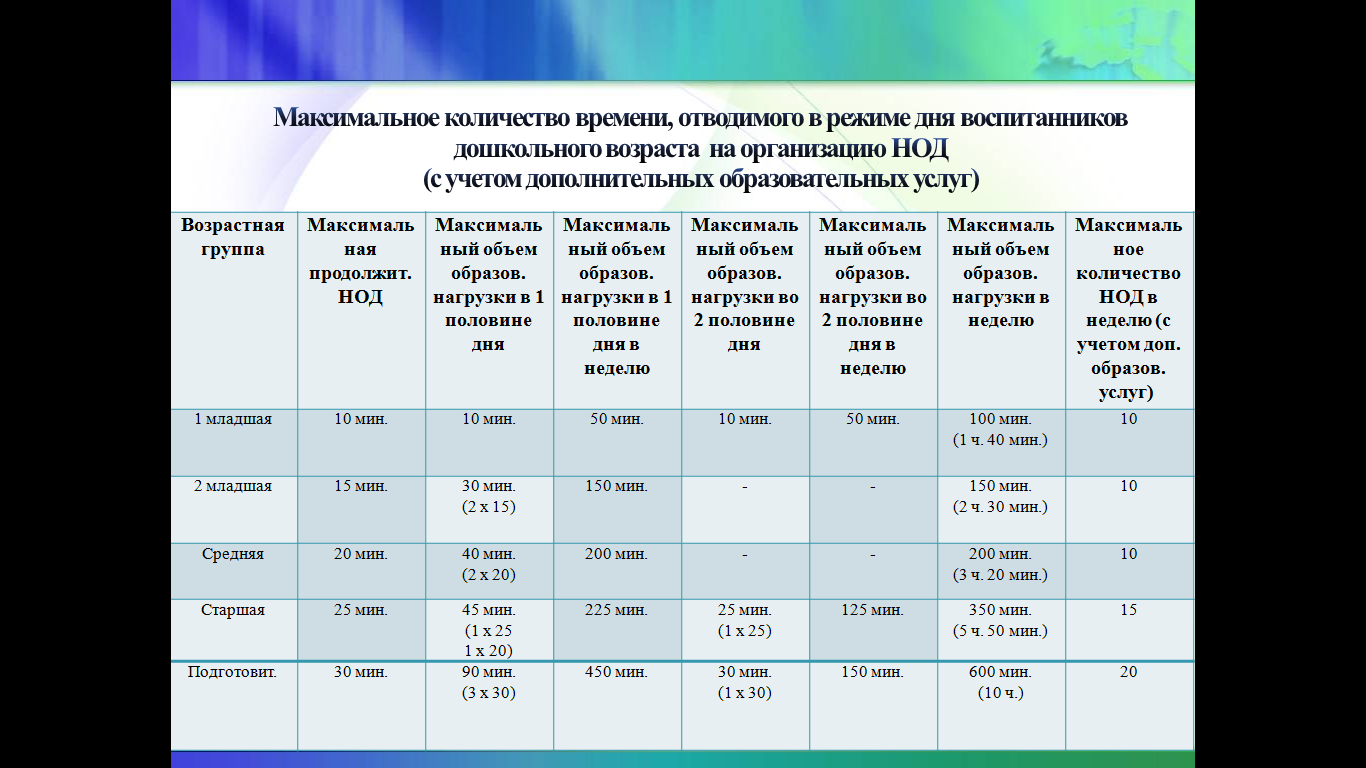 Максимальное количество времени, отводимого в режиме дня воспитанников
дошкольного возраста на организацию НОД
(с учетом дополнительных образовательных услуг)
Возрастная
группа
Максималь
ная
продолжит.
НОД
Максималь
ный объем
образов.
нагрузки в 1
половине
дня
Максималь
ный объем
образов.
нагрузки в 1
половине
дня в
неделю
Максималь
ный объем
образов.
нагрузки во
2 половине
дня
Максималь
ный объем
образов.
нагрузки во
2 половине
дня в
неделю
Максималь
ный объем
образов.
нагрузки в
неделю
Максималь
ное
количество
НОД в
неделю (с
учетом доп.
образов.
услуг)
1 младшая
10 мин.
10 мин.
50 мин.
10 мин.
50 мин.
100 мин.
(1 ч. 40 мин.)
10
2 младшая
15 мин.
30 мин.
(2 х 15)
150 мин.
-
-
150 мин.
(2 ч. 30 мин.)
10
Средняя
20 мин.
40 мин.
(2 х 20)
200 мин.
-
-
200 мин.
(3 ч. 20 мин.)
10
Старшая
25 мин.
45 мин.
(1 х 25
1 х 20)
225 мин.
25 мин.
(1 х 25)
125 мин.
350 мин.
(5 ч. 50 мин.)
15
Подготовит.
30 мин.
90 мин.
(3 х 30)
450 мин.
30 мин.
(1 х 30)
150 мин.
600 мин.
(10 ч.)
20